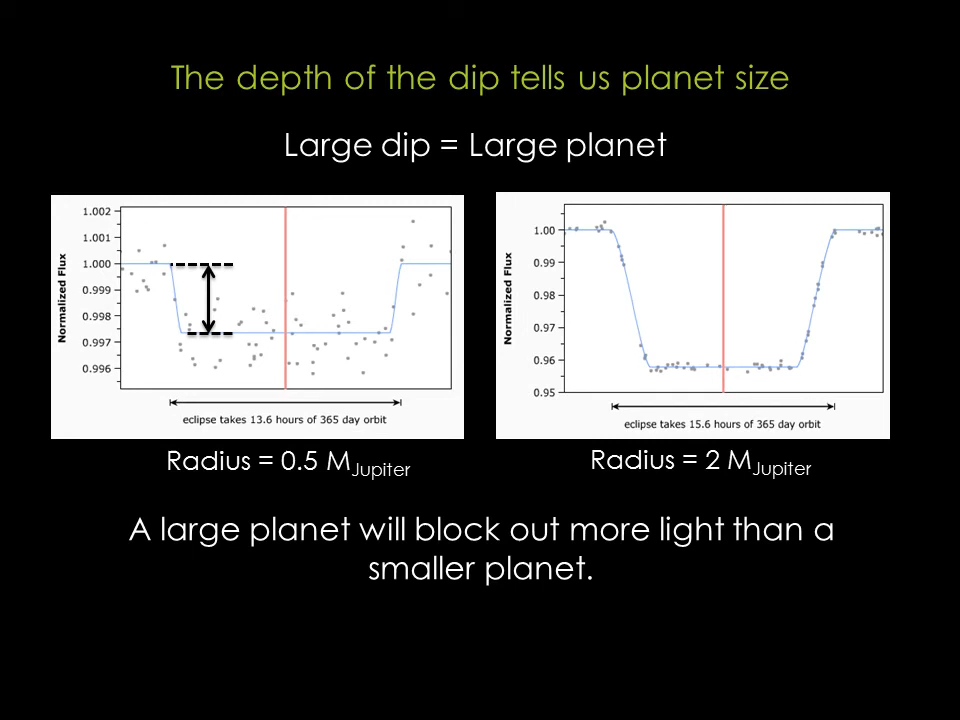 The depth of the dip tells us planet size
Large dip = Large planet
1.002
1.001
1.000
0.999
0.998
0.997
0.996
Normalized Flux
eclipse takes 13.6 hours of 365 day orbit
1.00
0.99
0.98
0.97
0.96
0.95
Normalized Flux
eclipse takes 15.6 hours of 365 day orbit
Radius = 0.5 MJupiter
Radius = 2 MJupiter
A large planet will block out more light than a
smaller planet.